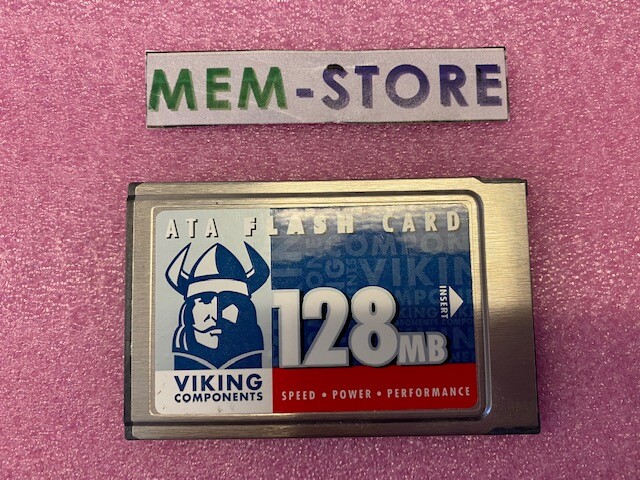 MEM-STORE
ATA FLASH CARD
INSERT
128MB
VIKING
COMPONENTS
SPEED • POWER • PERFORMANCE